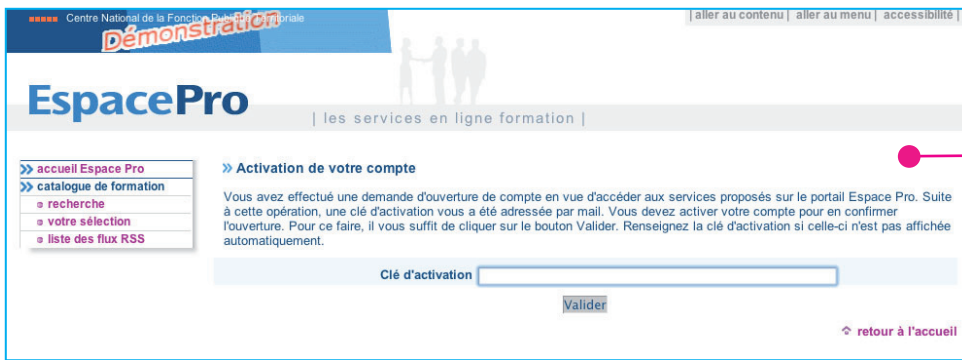 Centre National de la Fonction Publique Territoriale
Démonstration
| aller au contenu | aller au menu | accessibilité |
EspacePro
| les services en ligne formation |
accueil Espace Pro
catalogue de formation
recherche
votre sélection
liste des flux RSS
Activation de votre compte
Vous avez effectué une demande d'ouverture de compte en vue d'accéder aux services proposés sur le portail Espace Pro. Suite
à cette opération, une clé d'activation vous a été adressée par mail. Vous devez activer votre compte pour en confirmer
l'ouverture. Pour ce faire, il vous suffit de cliquer sur le bouton Valider. Renseignez la clé d'activation si celle-ci n'est pas affichée
automatiquement.
Clé d'activation
Valider
retour à l'accueil